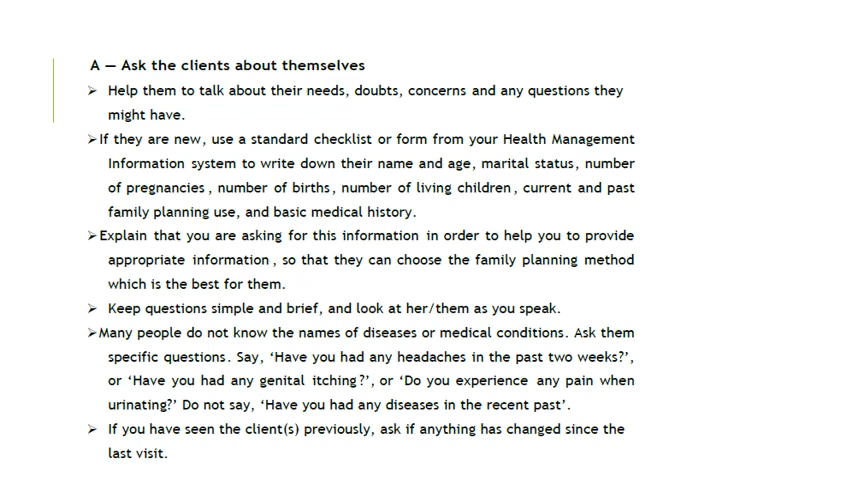 A — Ask the clients about themselves
➢ Help them to talk about their needs, doubts, concerns and any questions they
might have.
➢If they are new, use a standard checklist or form from your Health Management
Information system to write down their name and age, marital status, number
of pregnancies, number of births, number of living children, current and past
family planning use, and basic medical history.
➢Explain that you are asking for this information in order to help you to provide
appropriate information, so that they can choose the family planning method
which is the best for them.
➢ Keep questions simple and brief, and look at her/them as you speak.
➢Many people do not know the names of diseases or medical conditions. Ask them
specific questions. Say, ‘Have you had any headaches in the past two weeks?’,
or ‘Have you had any genital itching?’, or ‘Do you experience any pain when
urinating?’ Do not say, ‘Have you had any diseases in the recent past’.
➢ If you have seen the client(s) previously, ask if anything has changed since the
last visit.